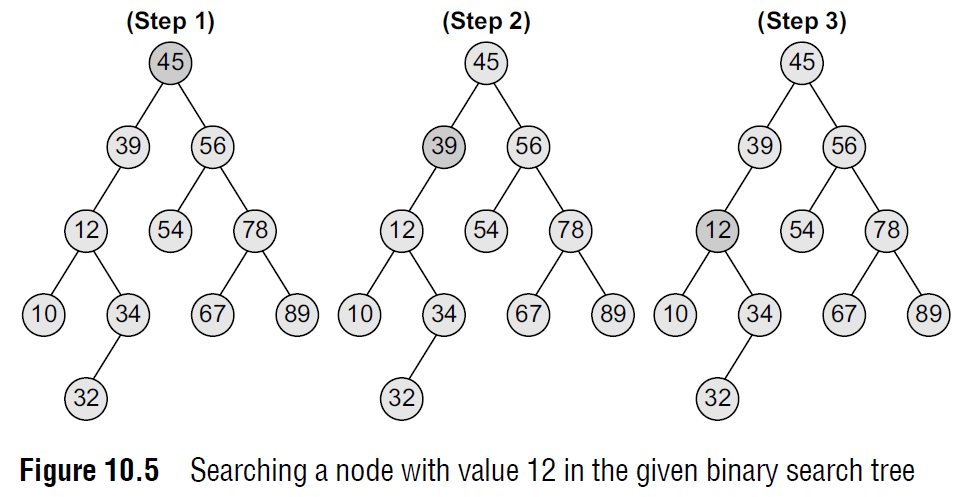 (Step 1) (Step 2) (Step 3)
45 45 45
39 56 39 56 39 56
12 54 78 12 54 78 12 54 78
10 34 67 89 10 34 67 89 10 34 67 89
32 32 32
Figure 10.5 Searching a node with value 12 in the given binary search tree